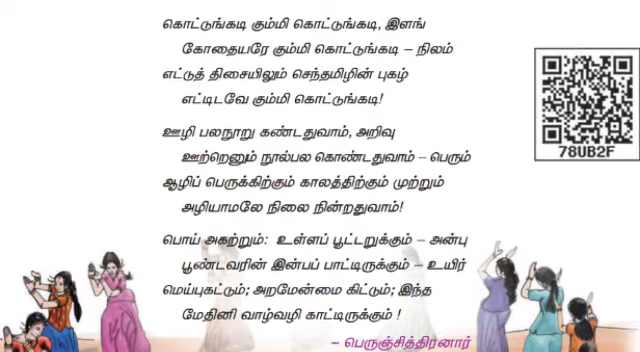 கொட்டுங்கடி கும்மி கொட்டுங்கடி, இளங்
கோதையரே கும்மி கொட்டுங்கடி – நிலம்
எட்டுத் திசையிலும் செந்தமிழின் புகழ்
எட்டிடவே கும்மி கொட்டுங்கடி!
ஊழி பலநூறு கண்டதுவாம், அறிவு
ஊற்றெனும் நூல்பல கொண்டதுவாம் – பெரும்
ஆழிப் பெருக்கிற்கும் காலத்திற்கும் முற்றும்
அழியாமலே நிலை நின்றதுவாம்!
பொய் அகற்றும்: உள்ளப் பூட்டறுக்கும் – அன்பு
பூண்டவரின் இன்பப் பாட்டிருக்கும் – உயிர்
மெய்புகட்டும்; அறமேன்மை கிட்டும்; இந்த
மேதினி வாழ்வழி காட்டிருக்கும் !
– பெருஞ்சித்திரனார்
78UB2F